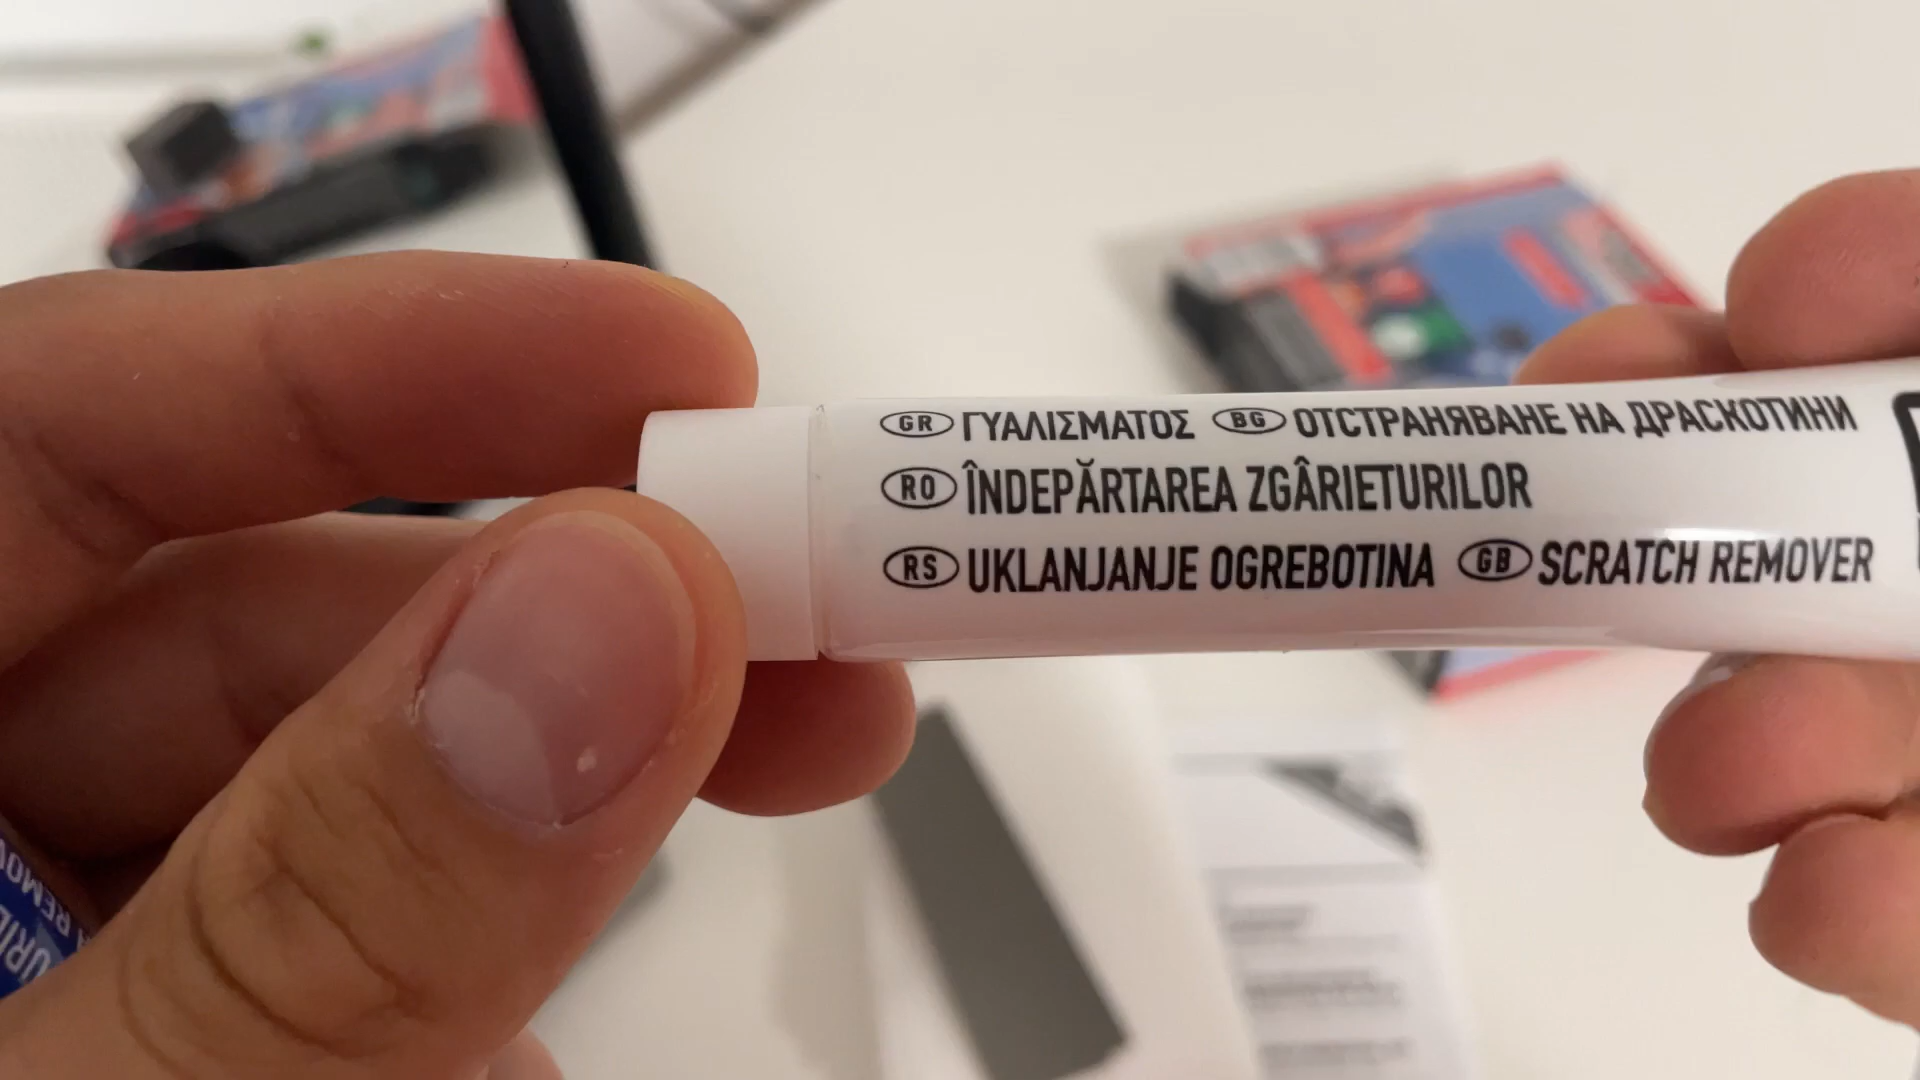 GR ΓΥΑΛΙΣΜΑΤΟΣ BG ОТСТРАНЯВАНЕ НА ДРАСКОТИНИ
RO ÎNDEPĂRTAREA ZGÂRIETURILOR
RS UKLANJANJE OGREBOTINA GB SCRATCH REMOVER